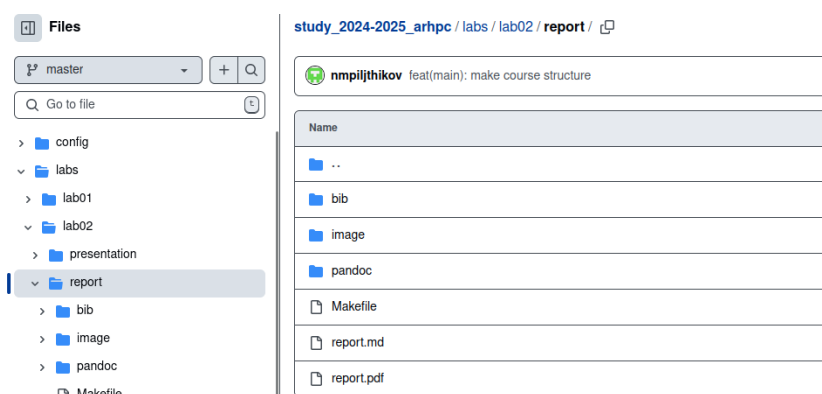 Files
master
Go to file
t
config
labs
lab01
lab02
presentation
report
bib
image
pandoc
Makefile
study_2024-2025_arhpc / labs / lab02 / report /
nmpiljthikov feat(main): make course structure
Name
..
bib
image
pandoc
Makefile
report.md
report.pdf